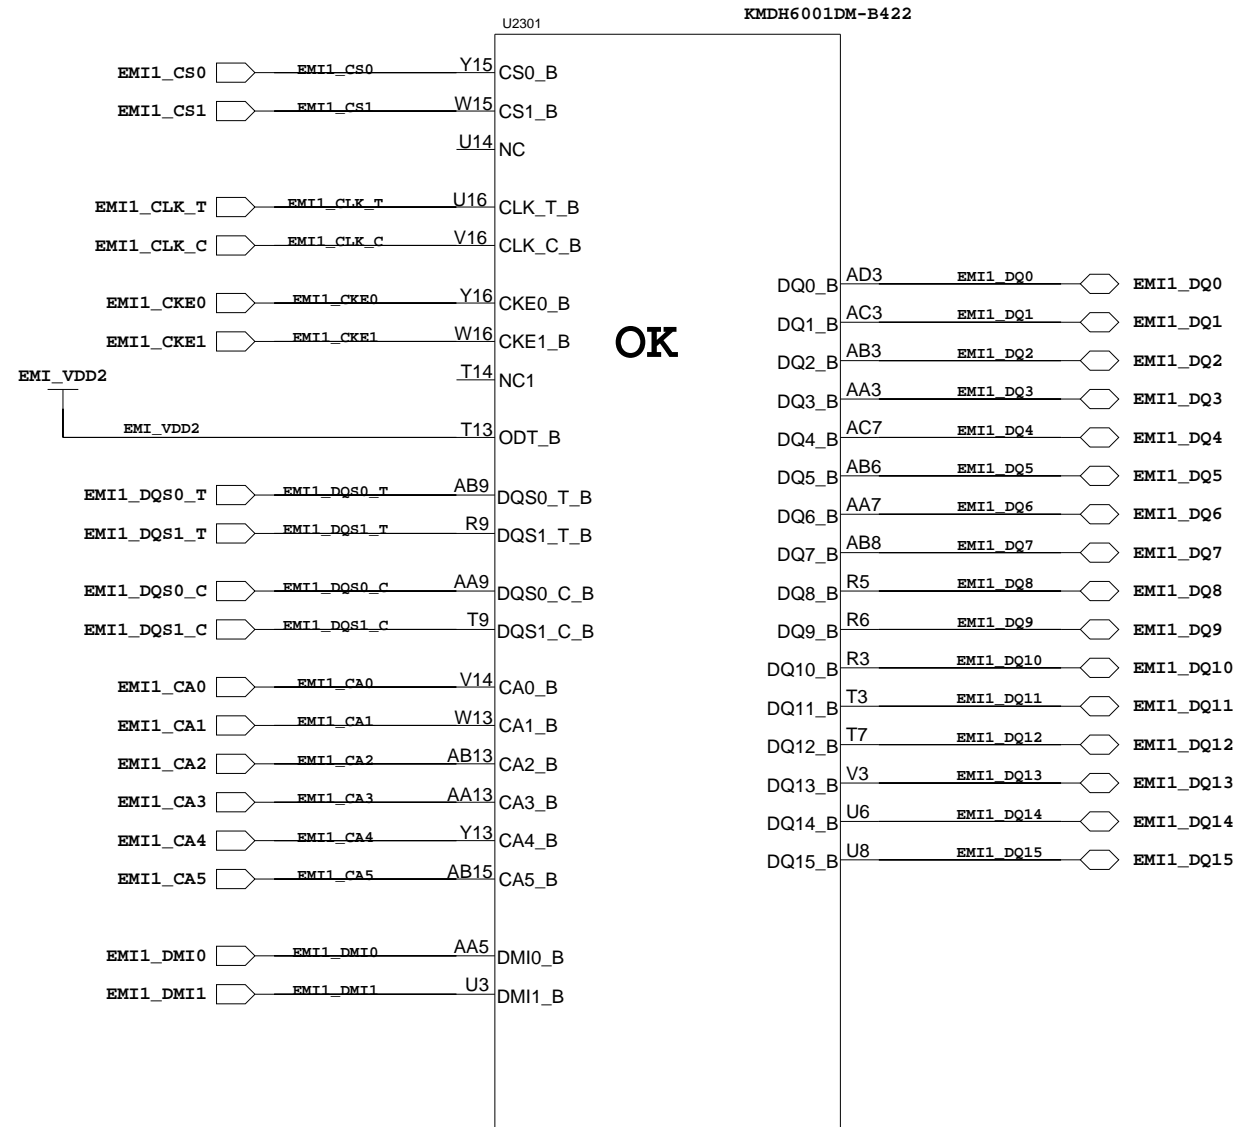 KMDH6001DM-B422
U2301
EMI1_CS0 EMI1_CS0 Y15 CS0_B
EMI1_CS1 EMI1_CS1 W15 CS1_B
U14 NC
EMI1_CLK_T EMI1_CLK_T U16 CLK_T_B
EMI1_CLK_C EMI1_CLK_C V16 CLK_C_B
DQ0_B AD3 EMI1_DQ0 EMI1_DQ0
EMI1_CKE0 EMI1_CKE0 Y16 CKE0_B
DQ1_B AC3 EMI1_DQ1 EMI1_DQ1
EMI1_CKE1 EMI1_CKE1 W16 CKE1_B
OK
DQ2_B AB3 EMI1_DQ2 EMI1_DQ2
EMI_VDD2
T14 NC1
DQ3_B AA3 EMI1_DQ3 EMI1_DQ3
EMI_VDD2 T13 ODT_B
DQ4_B AC7 EMI1_DQ4 EMI1_DQ4
DQ5_B AB6 EMI1_DQ5 EMI1_DQ5
EMI1_DQS0_T EMI1_DQS0_T AB9 DQS0_T_B
DQ6_B AA7 EMI1_DQ6 EMI1_DQ6
EMI1_DQS1_T EMI1_DQS1_T R9 DQS1_T_B
DQ7_B AB8 EMI1_DQ7 EMI1_DQ7
EMI1_DQS0_C EMI1_DQS0_C AA9 DQS0_C_B
DQ8_B R5 EMI1_DQ8 EMI1_DQ8
EMI1_DQS1_C EMI1_DQS1_C T9 DQS1_C_B
DQ9_B R6 EMI1_DQ9 EMI1_DQ9
DQ10_B R3 EMI1_DQ10 EMI1_DQ10
EMI1_CA0 EMI1_CA0 V14 CA0_B
DQ11_B T3 EMI1_DQ11 EMI1_DQ11
EMI1_CA1 EMI1_CA1 W13 CA1_B
DQ12_B T7 EMI1_DQ12 EMI1_DQ12
EMI1_CA2 EMI1_CA2 AB13 CA2_B
DQ13_B V3 EMI1_DQ13 EMI1_DQ13
EMI1_CA3 EMI1_CA3 AA13 CA3_B
DQ14_B U6 EMI1_DQ14 EMI1_DQ14
EMI1_CA4 EMI1_CA4 Y13 CA4_B
DQ15_B U8 EMI1_DQ15 EMI1_DQ15
EMI1_CA5 EMI1_CA5 AB15 CA5_B
EMI1_DMI0 EMI1_DMI0 AA5 DMI0_B
EMI1_DMI1 EMI1_DMI1 U3 DMI1_B